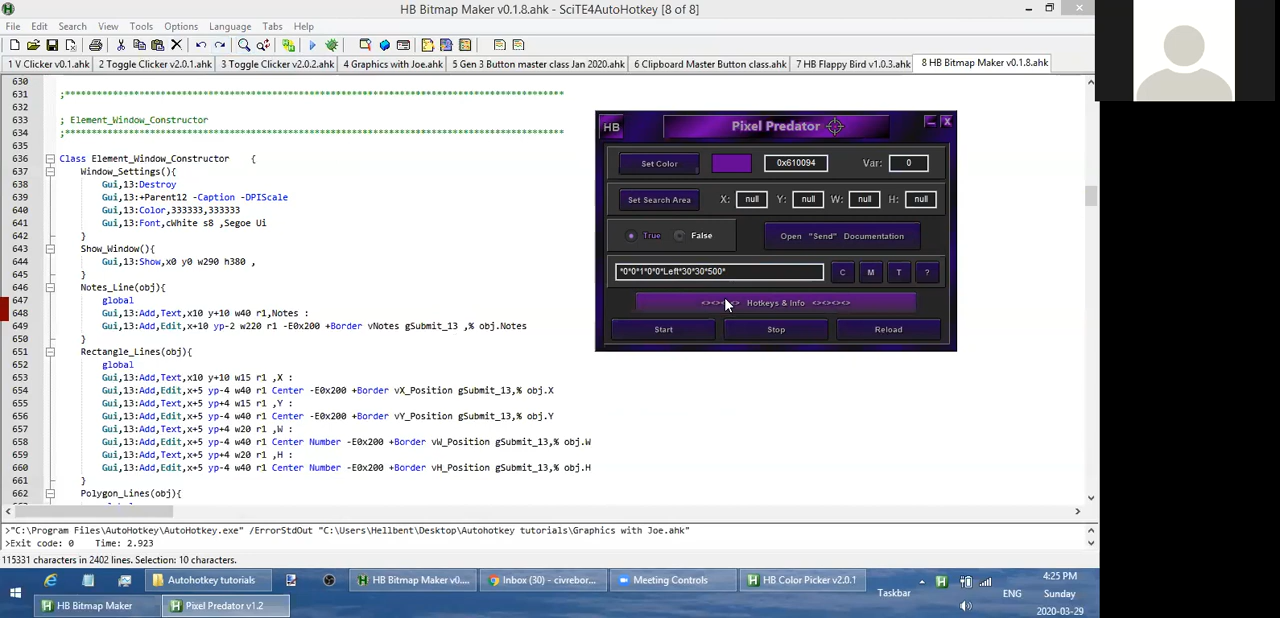 HB Bitmap Maker v0.1.8.ahk - SciTE4AutoHotkey [8 of 8]
File Edit Search View Tools Options Language Tabs Help
1 V Clicker v0.1.ahk 2 Toggle Clicker v2.0.1.ahk 3 Toggle Clicker v2.0.2.ahk 4 Graphics with Joe.ahk 5 Gen 3 Button master class Jan 2020.ahk 6 Clipboard Master Button class.ahk 7 HB Flappy Bird v1.0.3.ahk 8 HB Bitmap Maker v0.1.8.ahk
630
631 ;******************************************************************************************
632
633 ; Element_Window_Constructor
634 ;******************************************************************************************
635
636 Class Element_Window_Constructor {
637 Window_Settings(){
638 Gui,13:Destroy
639 Gui,13:+Parent12 -Caption -DPIScale
640 Gui,13:Color,333333,333333
641 Gui,13:Font,cWhite s8 ,Segoe Ui
642 }
643 Show_Window(){
644 Gui,13:Show,x0 y0 w290 h380 ,
645 }
646 Notes_Line(obj){
647 global
648 Gui,13:Add,Text,x10 y+10 w40 r1,Notes :
649 Gui,13:Add,Edit,x+10 yp-2 w220 r1 -E0x200 +Border vNotes gSubmit_13 ,% obj.Notes
650 }
651 Rectangle_Lines(obj){
652 global
653 Gui,13:Add,Text,x10 y+10 w15 r1 ,X :
654 Gui,13:Add,Edit,x+5 yp-4 w40 r1 Center -E0x200 +Border vX_Position gSubmit_13,% obj.X
655 Gui,13:Add,Text,x+5 yp+4 w15 r1 ,Y :
656 Gui,13:Add,Edit,x+5 yp-4 w40 r1 Center -E0x200 +Border vY_Position gSubmit_13,% obj.Y
657 Gui,13:Add,Text,x+5 yp+4 w20 r1 ,W :
658 Gui,13:Add,Edit,x+5 yp-4 w40 r1 Center Number -E0x200 +Border vW_Position gSubmit_13,% obj.W
659 Gui,13:Add,Text,x+5 yp+4 w20 r1 ,H :
660 Gui,13:Add,Edit,x+5 yp-4 w40 r1 Center Number -E0x200 +Border vH_Position gSubmit_13,% obj.H
661 }
662 Polygon_Lines(obj){
HB Pixel Predator
Set Color 0x610094 Var: 0
Set Search Area X: null Y: null W: null H: null
True False Open "Send" Documentation
*0*0*1*0*0*Left*30*30*500* C M T ?
Hotkeys & Info <><><><>
Start Stop Reload
>"C:\Program Files\AutoHotkey\AutoHotkey.exe" /ErrorStdOut "C:\Users\Hellbent\Desktop\Autohotkey tutorials\Graphics with Joe.ahk"
>Exit code: 0 Time: 2.923
115331 characters in 2402 lines. Selection: 10 characters.
Autohotkey tutorials HB Bitmap Maker v0.... Inbox (30) - civrebor... Meeting Controls HB Color Picker v2.0.1
HB Bitmap Maker Pixel Predator v1.2
Taskbar
ENG
4:25 PM
Sunday
2020-03-29